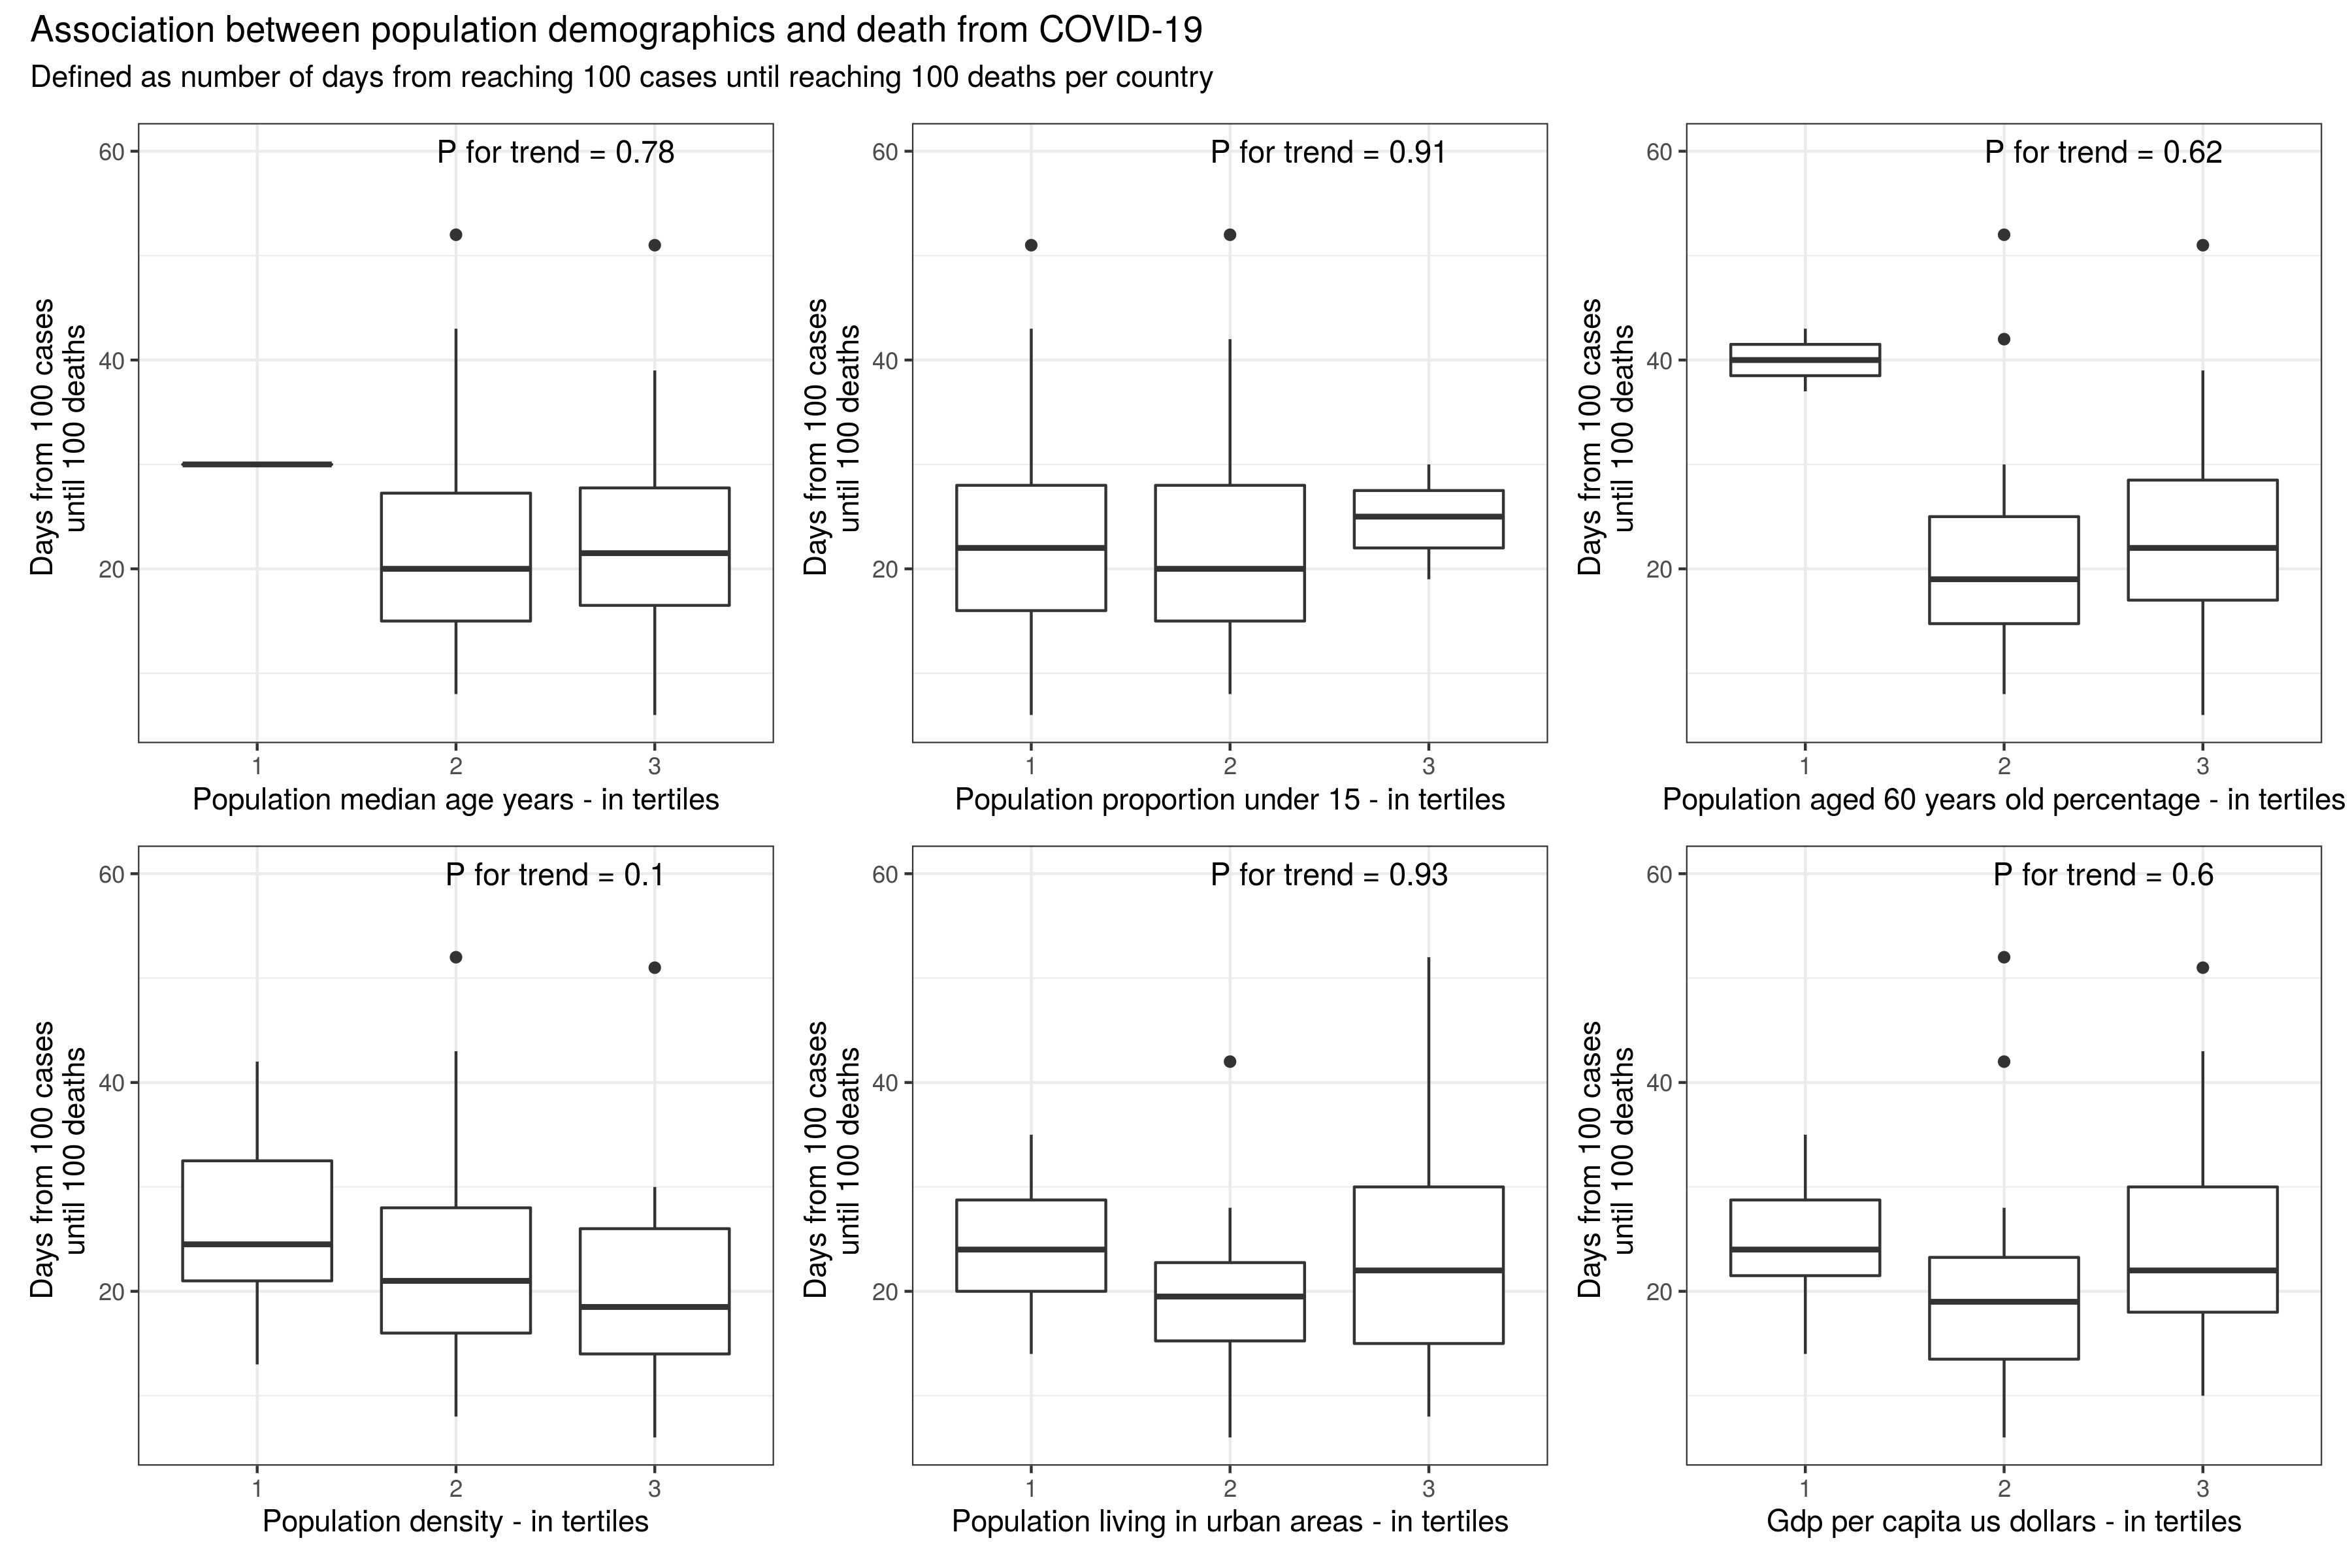 Association between population demographics and death from COVID-19
Defined as number of days from reaching 100 cases until reaching 100 deaths per country
P for trend = 0.78
60
40
20
Days from 100 cases
until 100 deaths
1 2 3
Population median age years - in tertiles
P for trend = 0.91
60
40
20
Days from 100 cases
until 100 deaths
1 2 3
Population proportion under 15 - in tertiles
P for trend = 0.62
60
40
20
Days from 100 cases
until 100 deaths
1 2 3
Population aged 60 years old percentage - in tertiles
P for trend = 0.1
60
40
20
Days from 100 cases
until 100 deaths
1 2 3
Population density - in tertiles
P for trend = 0.93
60
40
20
Days from 100 cases
until 100 deaths
1 2 3
Population living in urban areas - in tertiles
P for trend = 0.6
60
40
20
Days from 100 cases
until 100 deaths
1 2 3
Gdp per capita us dollars - in tertiles